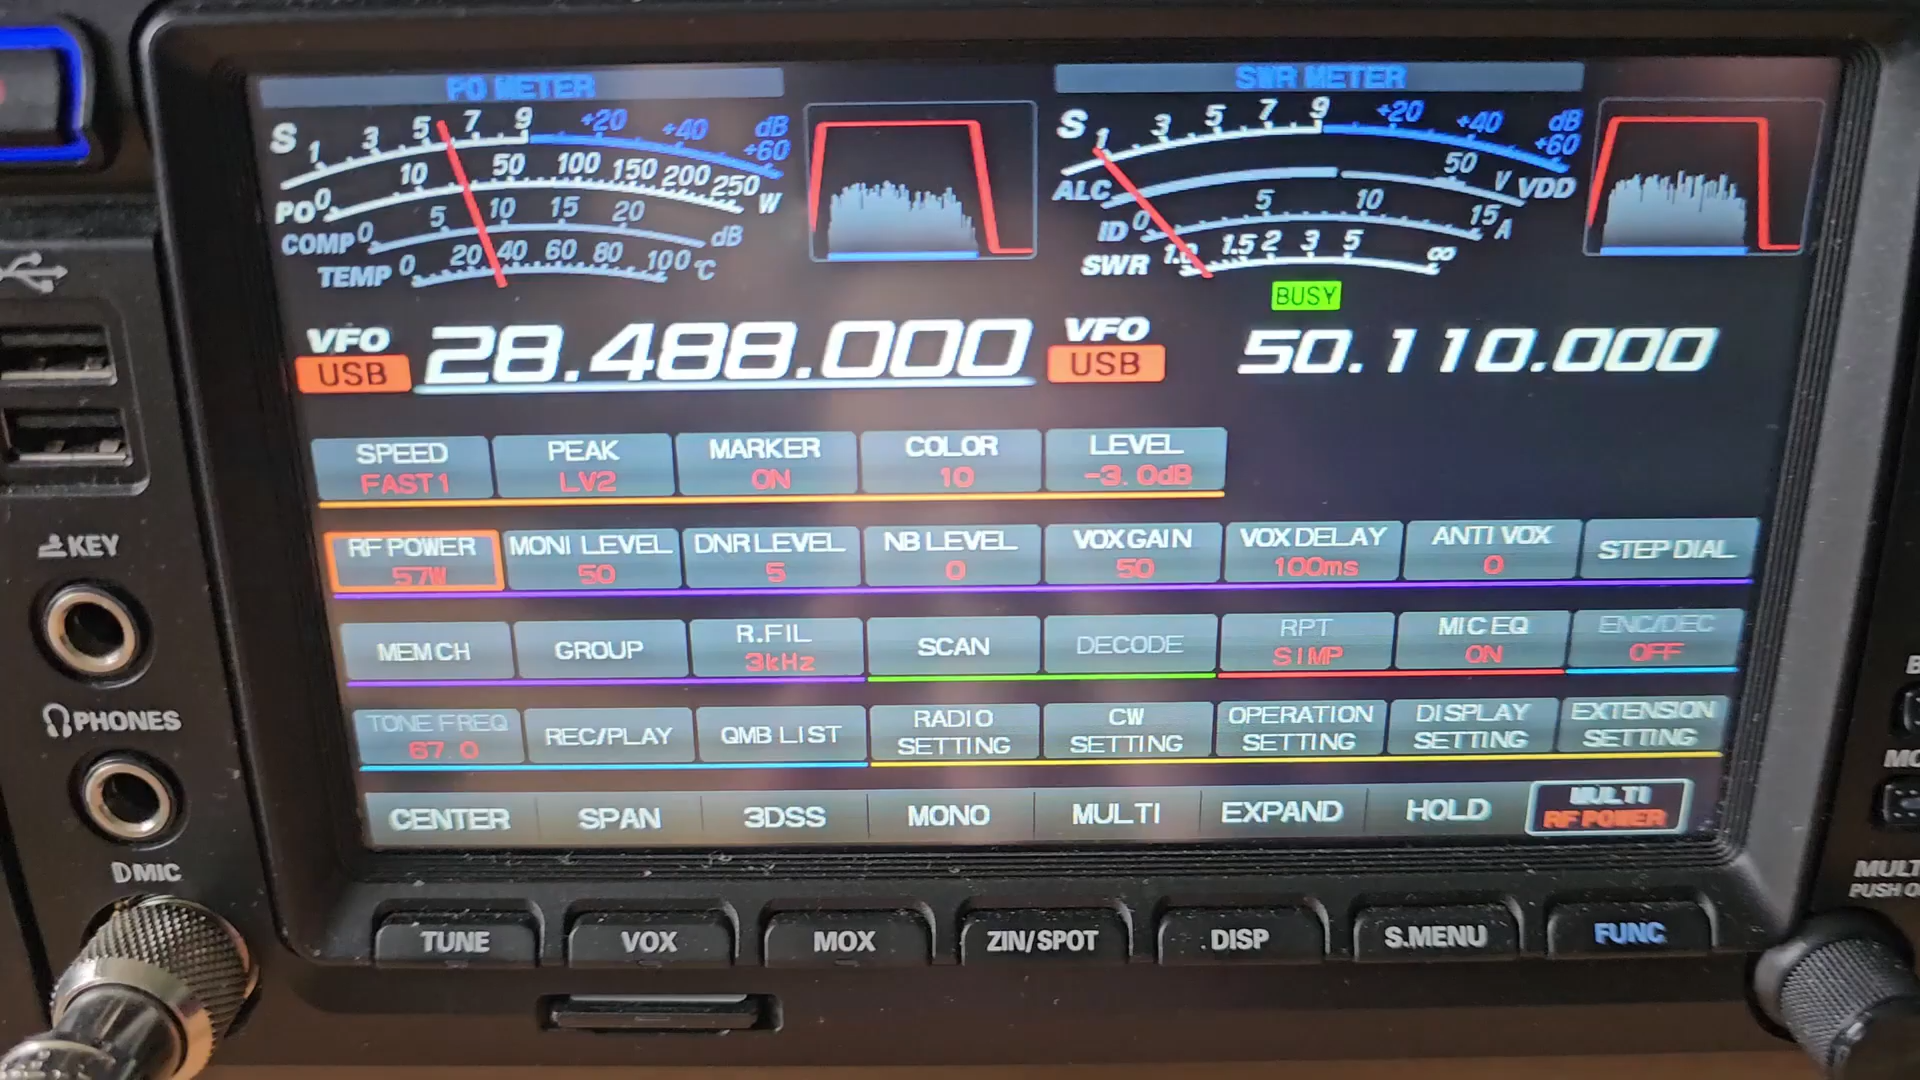 PO METER
SWR METER
S 1 3 5 7 9 +20 +40 dB +60
PO 0 10 50 100 150 200 250 W
COMP 0 5 10 15 20 dB
TEMP 0 20 40 60 80 100 °C
S 1 3 5 7 9 +20 +40 dB +60
ALC 50 V VDD
ID 0 5 10 15 A
SWR 1.0 1.5 2 3 5 ∞
BUSY
VFO
USB
28.488.000
VFO
USB
50.110.000
SPEED PEAK MARKER COLOR LEVEL
FAST1 LV2 ON 10 -3.0dB
RF POWER MONI LEVEL DNR LEVEL NB LEVEL VOX GAIN VOX DELAY ANTI VOX STEP DIAL
57W 50 5 0 50 100ms 0
MEM CH GROUP R.FIL SCAN DECODE RPT MIC EQ ENC/DEC
3kHz SIMP ON OFF
TONE FREQ REC/PLAY QMB LIST RADIO CW OPERATION DISPLAY EXTENSION
67.0 SETTING SETTING SETTING SETTING SETTING
CENTER SPAN 3DSS MONO MULTI EXPAND HOLD MULTI
RF POWER
KEY
PHONES
DMIC
TUNE VOX MOX ZIN/SPOT DISP S.MENU FUNC